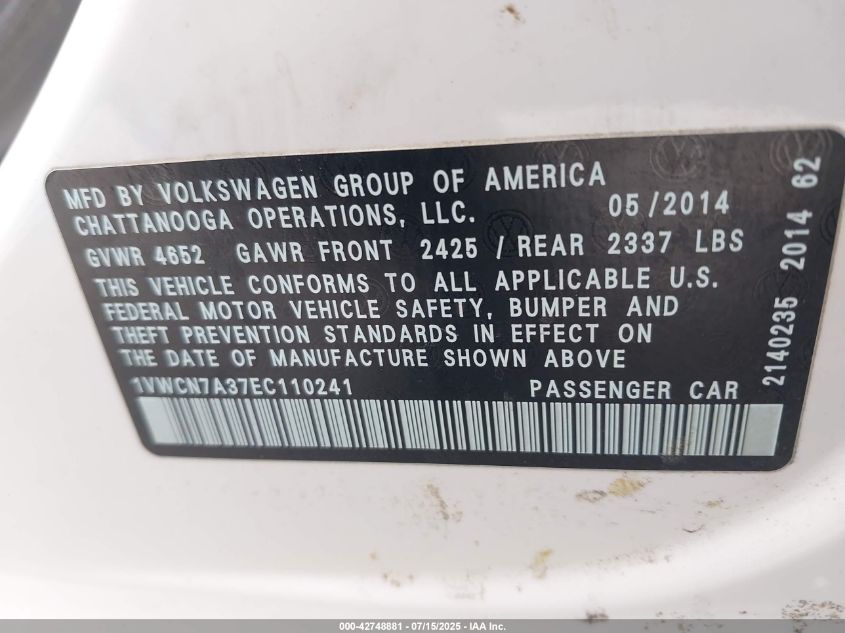 MFD BY VOLKSWAGEN GROUP OF AMERICA
CHATTANOOGA OPERATIONS, LLC. 05/2014
GVWR 4652 GAWR FRONT 2425 / REAR 2337 LBS
THIS VEHICLE CONFORMS TO ALL APPLICABLE U.S.
FEDERAL MOTOR VEHICLE SAFETY, BUMPER AND
THEFT PREVENTION STANDARDS IN EFFECT ON
THE DATE OF MANUFACTURE SHOWN ABOVE
1VWCN7A37EC110241 PASSENGER CAR
2140235 2014 62
000-42748881 - 07/15/2025 - IAA Inc.